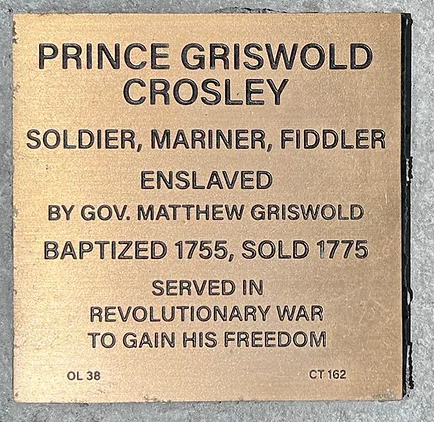 PRINCE GRISWOLD
CROSLEY
SOLDIER, MARINER, FIDDLER
ENSLAVED
BY GOV. MATTHEW GRISWOLD
BAPTIZED 1755, SOLD 1775
SERVED IN
REVOLUTIONARY WAR
TO GAIN HIS FREEDOM
OL 38 CT 162